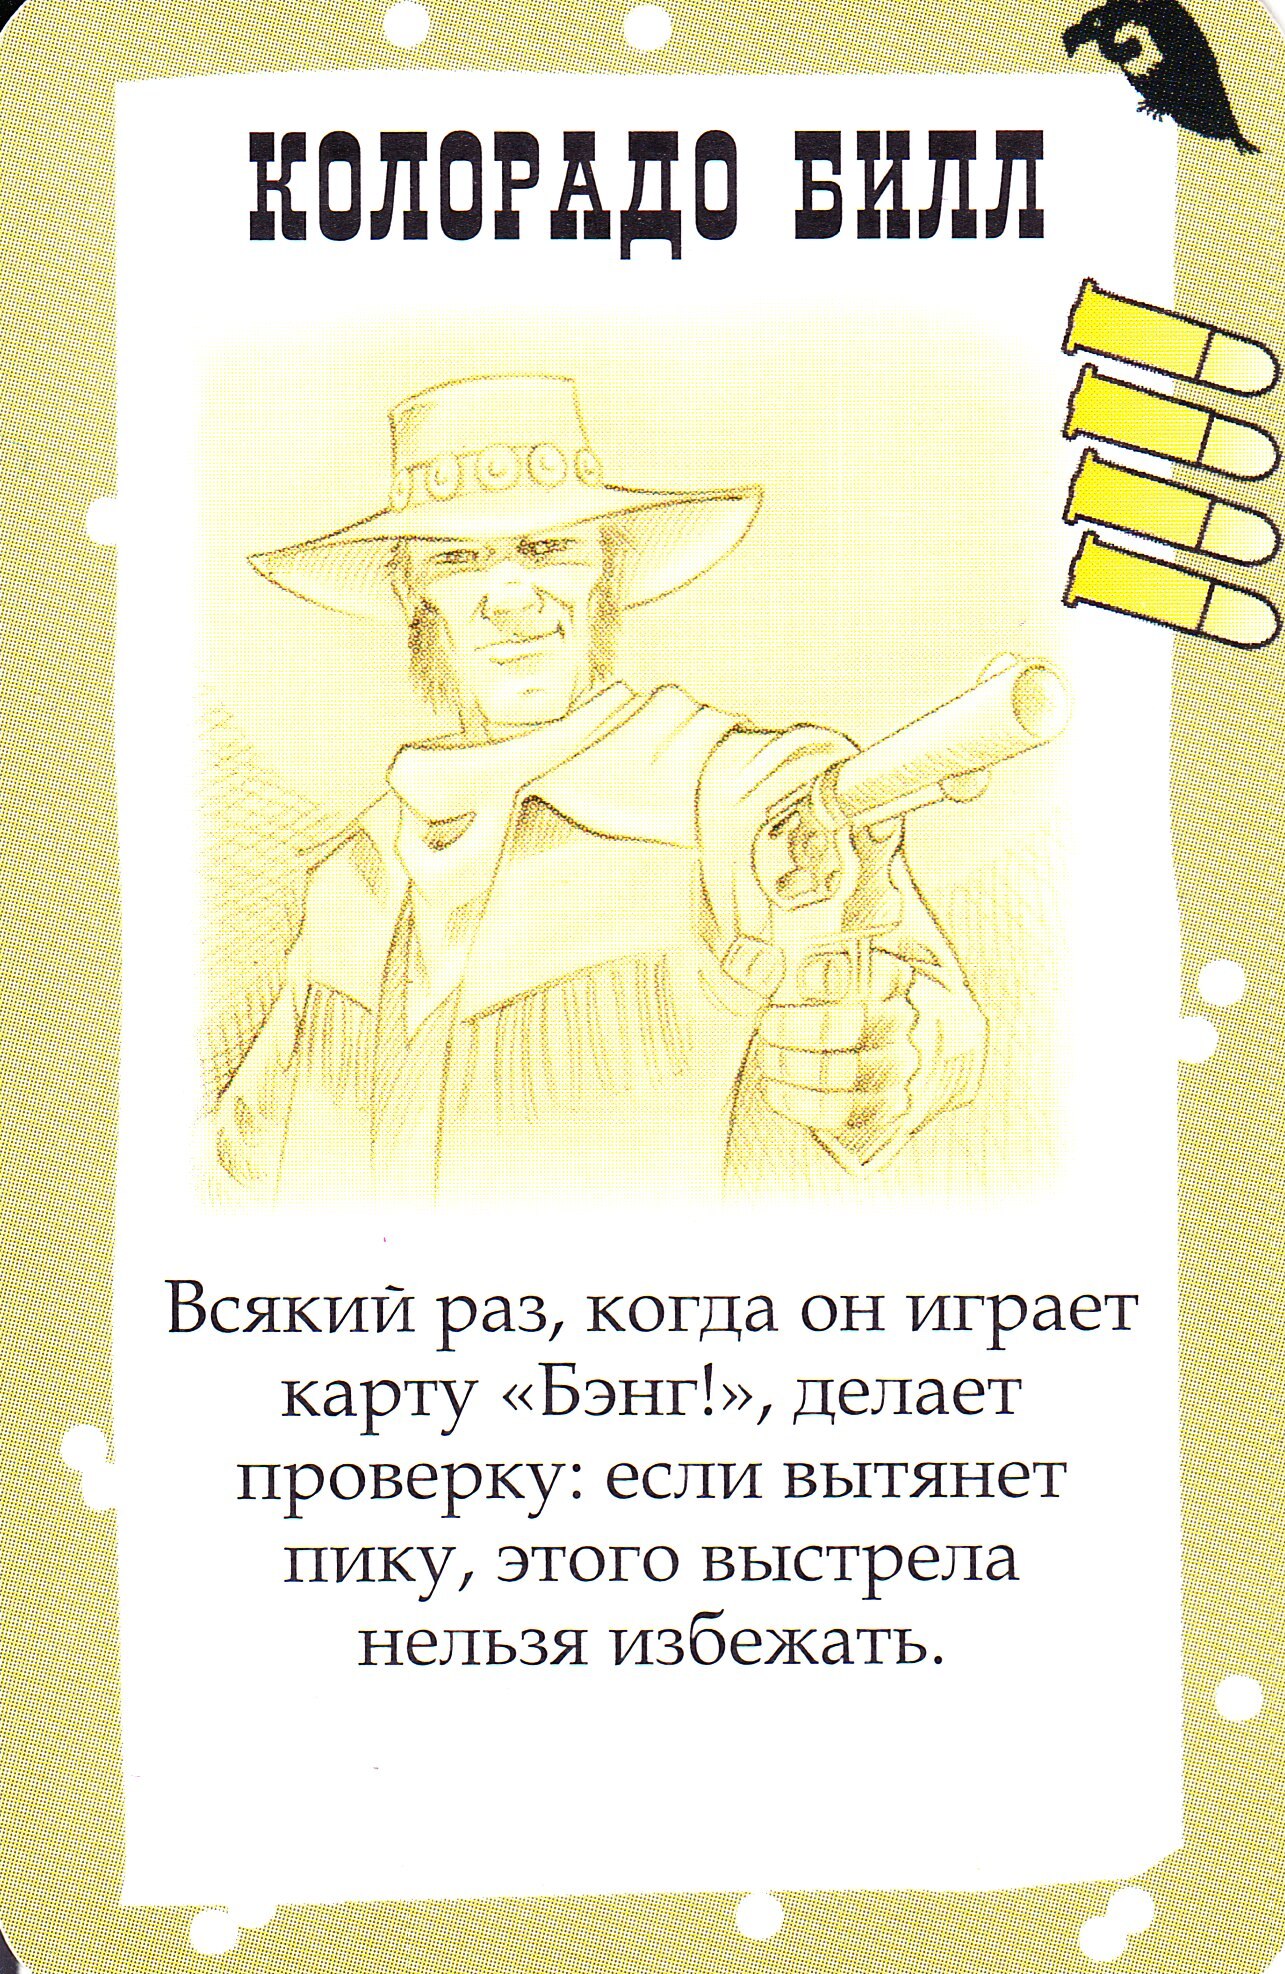 КОЛОРАДО БИЛЛ
Всякий раз, когда он играет
карту «Бэнг!», делает
проверку: если вытянет
пику, этого выстрела
нельзя избежать.